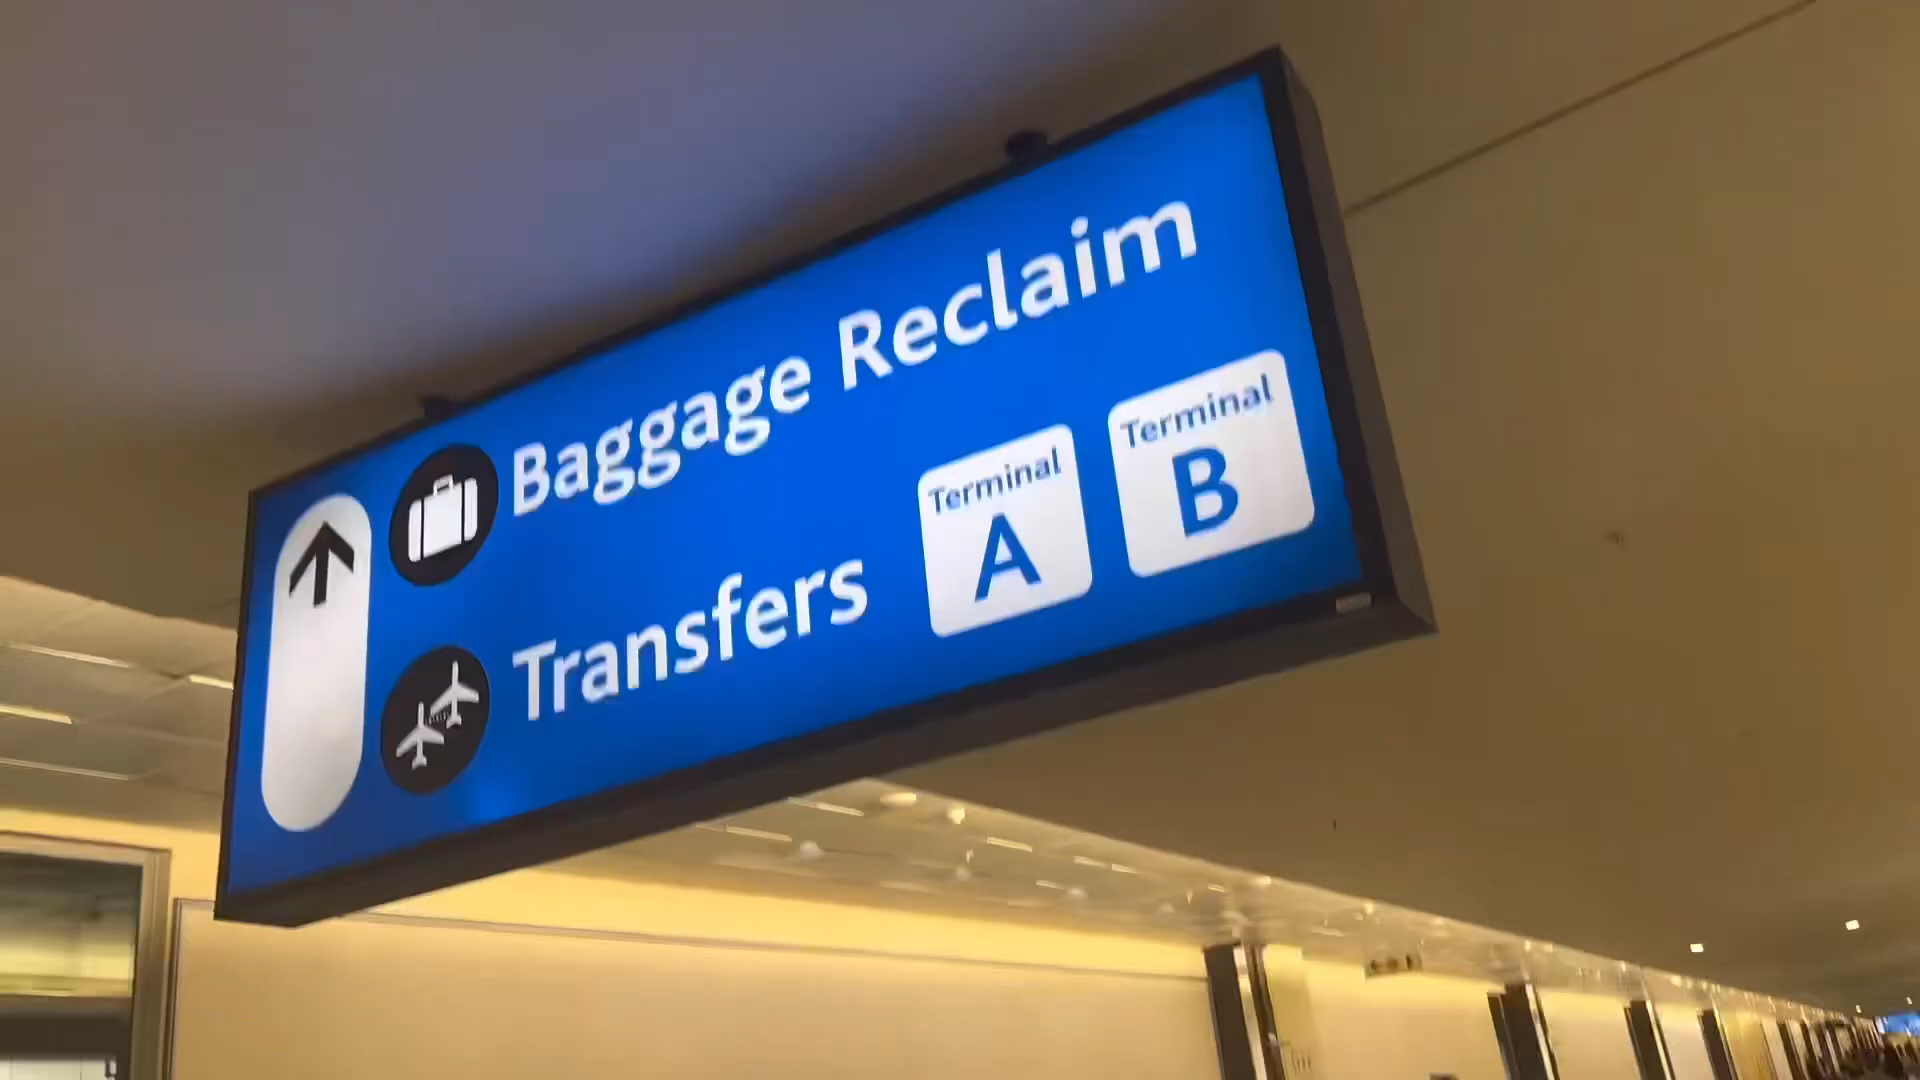 Baggage Reclaim
Transfers
Terminal
A
Terminal
B